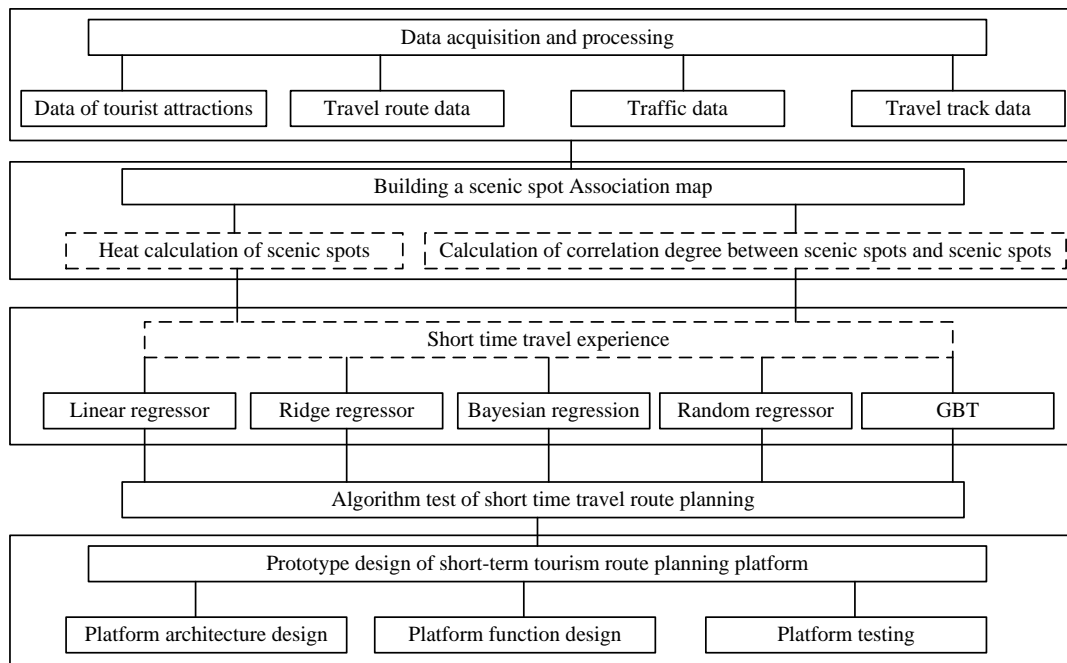 Data acquisition and processing
Data of tourist attractions
Travel route data
Traffic data
Travel track data
Building a scenic spot Association map
Heat calculation of scenic spots
Calculation of correlation degree between scenic spots and scenic spots
Short time travel experience
Linear regressor
Ridge regressor
Bayesian regression
Random regressor
GBT
Algorithm test of short time travel route planning
Prototype design of short-term tourism route planning platform
Platform architecture design
Platform function design
Platform testing